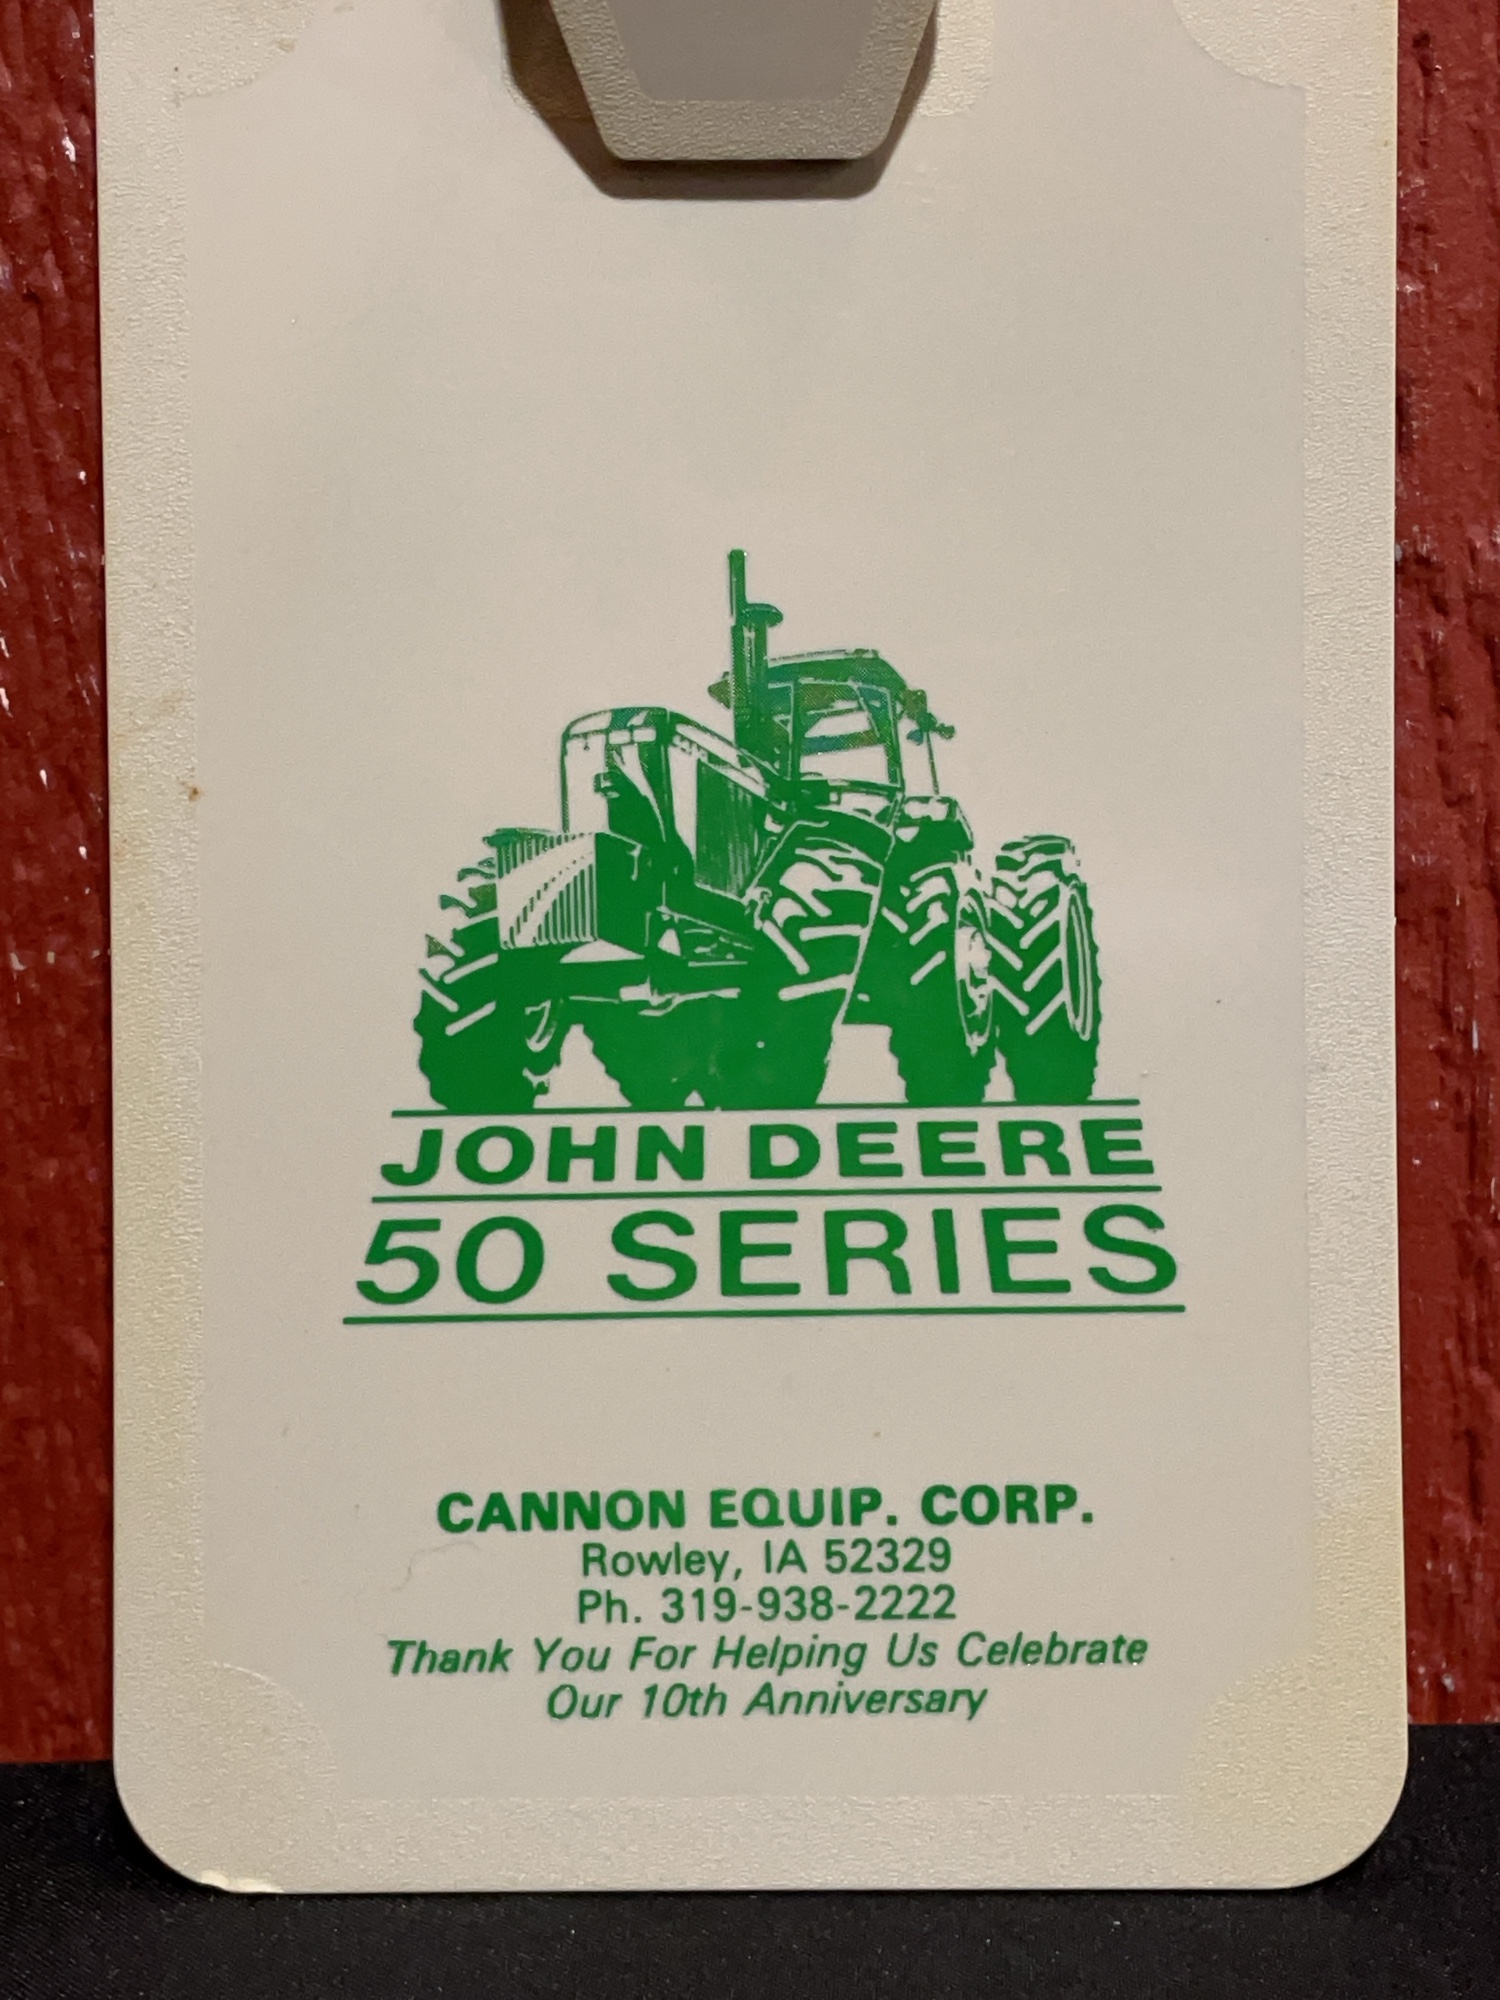 JOHN DEERE
50 SERIES
CANNON EQUIP. CORP.
Rowley, IA 52329
Ph. 319-938-2222
Thank You For Helping Us Celebrate
Our 10th Anniversary